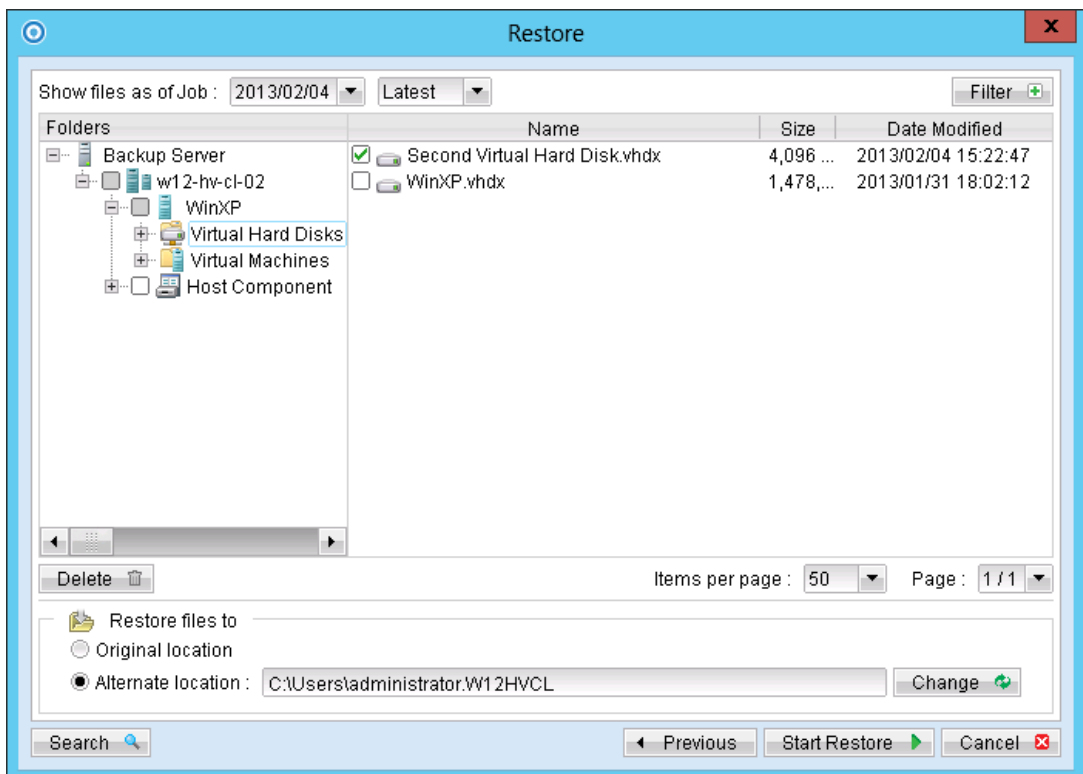 Restore
x
Show files as of Job : 2013/02/04 Latest Filter
Folders Name Size Date Modified
Backup Server Second Virtual Hard Disk.vhdx 4,096 ... 2013/02/04 15:22:47
w12-hv-cl-02 WinXP.vhdx 1,478,... 2013/01/31 18:02:12
WinXP
Virtual Hard Disks
Virtual Machines
Host Component
Delete Items per page : 50 Page : 1 / 1
Restore files to
Original location
Alternate location : C:\Users\administrator.W12HVCL Change
Search Previous Start Restore Cancel